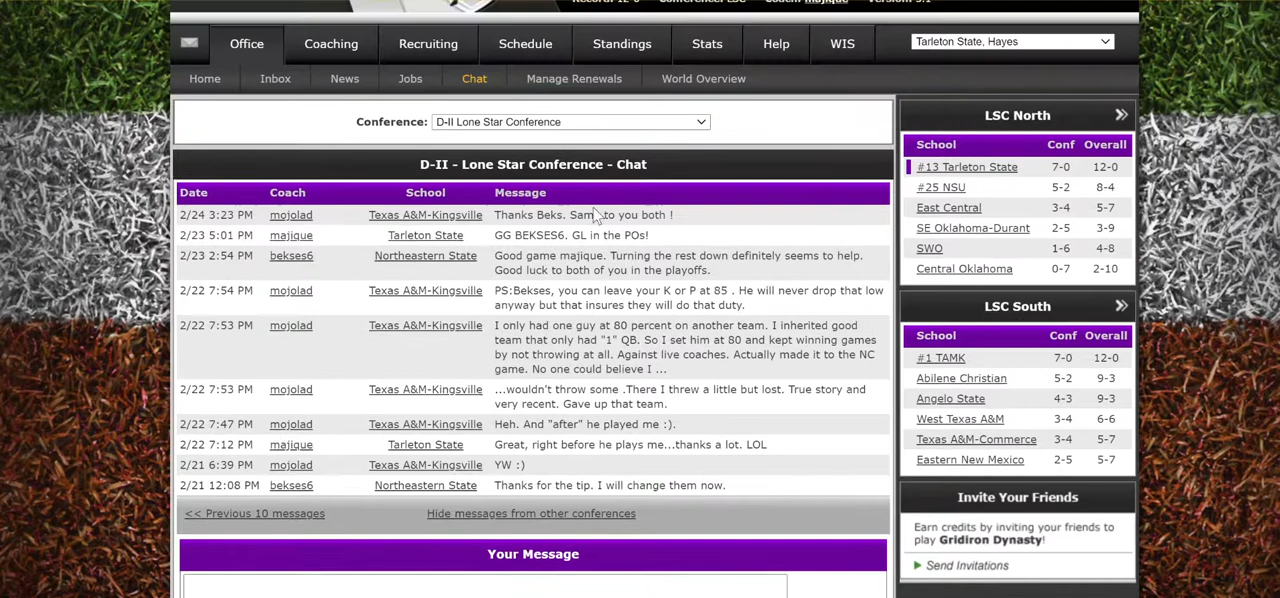 Record: 12-0 Conference: LSC Coach: majique Version: 3.1
Office Coaching Recruiting Schedule Standings Stats Help WIS
Tarleton State, Hayes
Home Inbox News Jobs Chat Manage Renewals World Overview
Conference: D-II Lone Star Conference
D-II - Lone Star Conference - Chat
Date Coach School Message
2/24 3:23 PM mojolad Texas A&M-Kingsville Thanks Beks. Same to you both !
2/23 5:01 PM majique Tarleton State GG BEKSES6. GL in the POs!
2/23 2:54 PM bekses6 Northeastern State Good game majique. Turning the rest down definitely seems to help.
Good luck to both of you in the playoffs.
2/22 7:54 PM mojolad Texas A&M-Kingsville PS:Bekses, you can leave your K or P at 85 . He will never drop that low
anyway but that insures they will do that duty.
2/22 7:53 PM mojolad Texas A&M-Kingsville I only had one guy at 80 percent on another team. I inherited good
team that only had "1" QB. So I set him at 80 and kept winning games
by not throwing at all. Against live coaches. Actually made it to the NC
game. No one could believe I ...
2/22 7:53 PM mojolad Texas A&M-Kingsville ...wouldn't throw some .There I threw a little but lost. True story and
very recent. Gave up that team.
2/22 7:47 PM mojolad Texas A&M-Kingsville Heh. And "after" he played me :).
2/22 7:12 PM majique Tarleton State Great, right before he plays me...thanks a lot. LOL
2/21 6:39 PM mojolad Texas A&M-Kingsville YW :)
2/21 12:08 PM bekses6 Northeastern State Thanks for the tip. I will change them now.
<< Previous 10 messages Hide messages from other conferences
Your Message
LSC North
School Conf Overall
#13 Tarleton State 7-0 12-0
#25 NSU 5-2 8-4
East Central 3-4 5-7
SE Oklahoma-Durant 2-5 3-9
SWO 1-6 4-8
Central Oklahoma 0-7 2-10
LSC South
School Conf Overall
#1 TAMK 7-0 12-0
Abilene Christian 5-2 9-3
Angelo State 4-3 9-3
West Texas A&M 3-4 6-6
Texas A&M-Commerce 3-4 5-7
Eastern New Mexico 2-5 5-7
Invite Your Friends
Earn credits by inviting your friends to
play Gridiron Dynasty!
Send Invitations